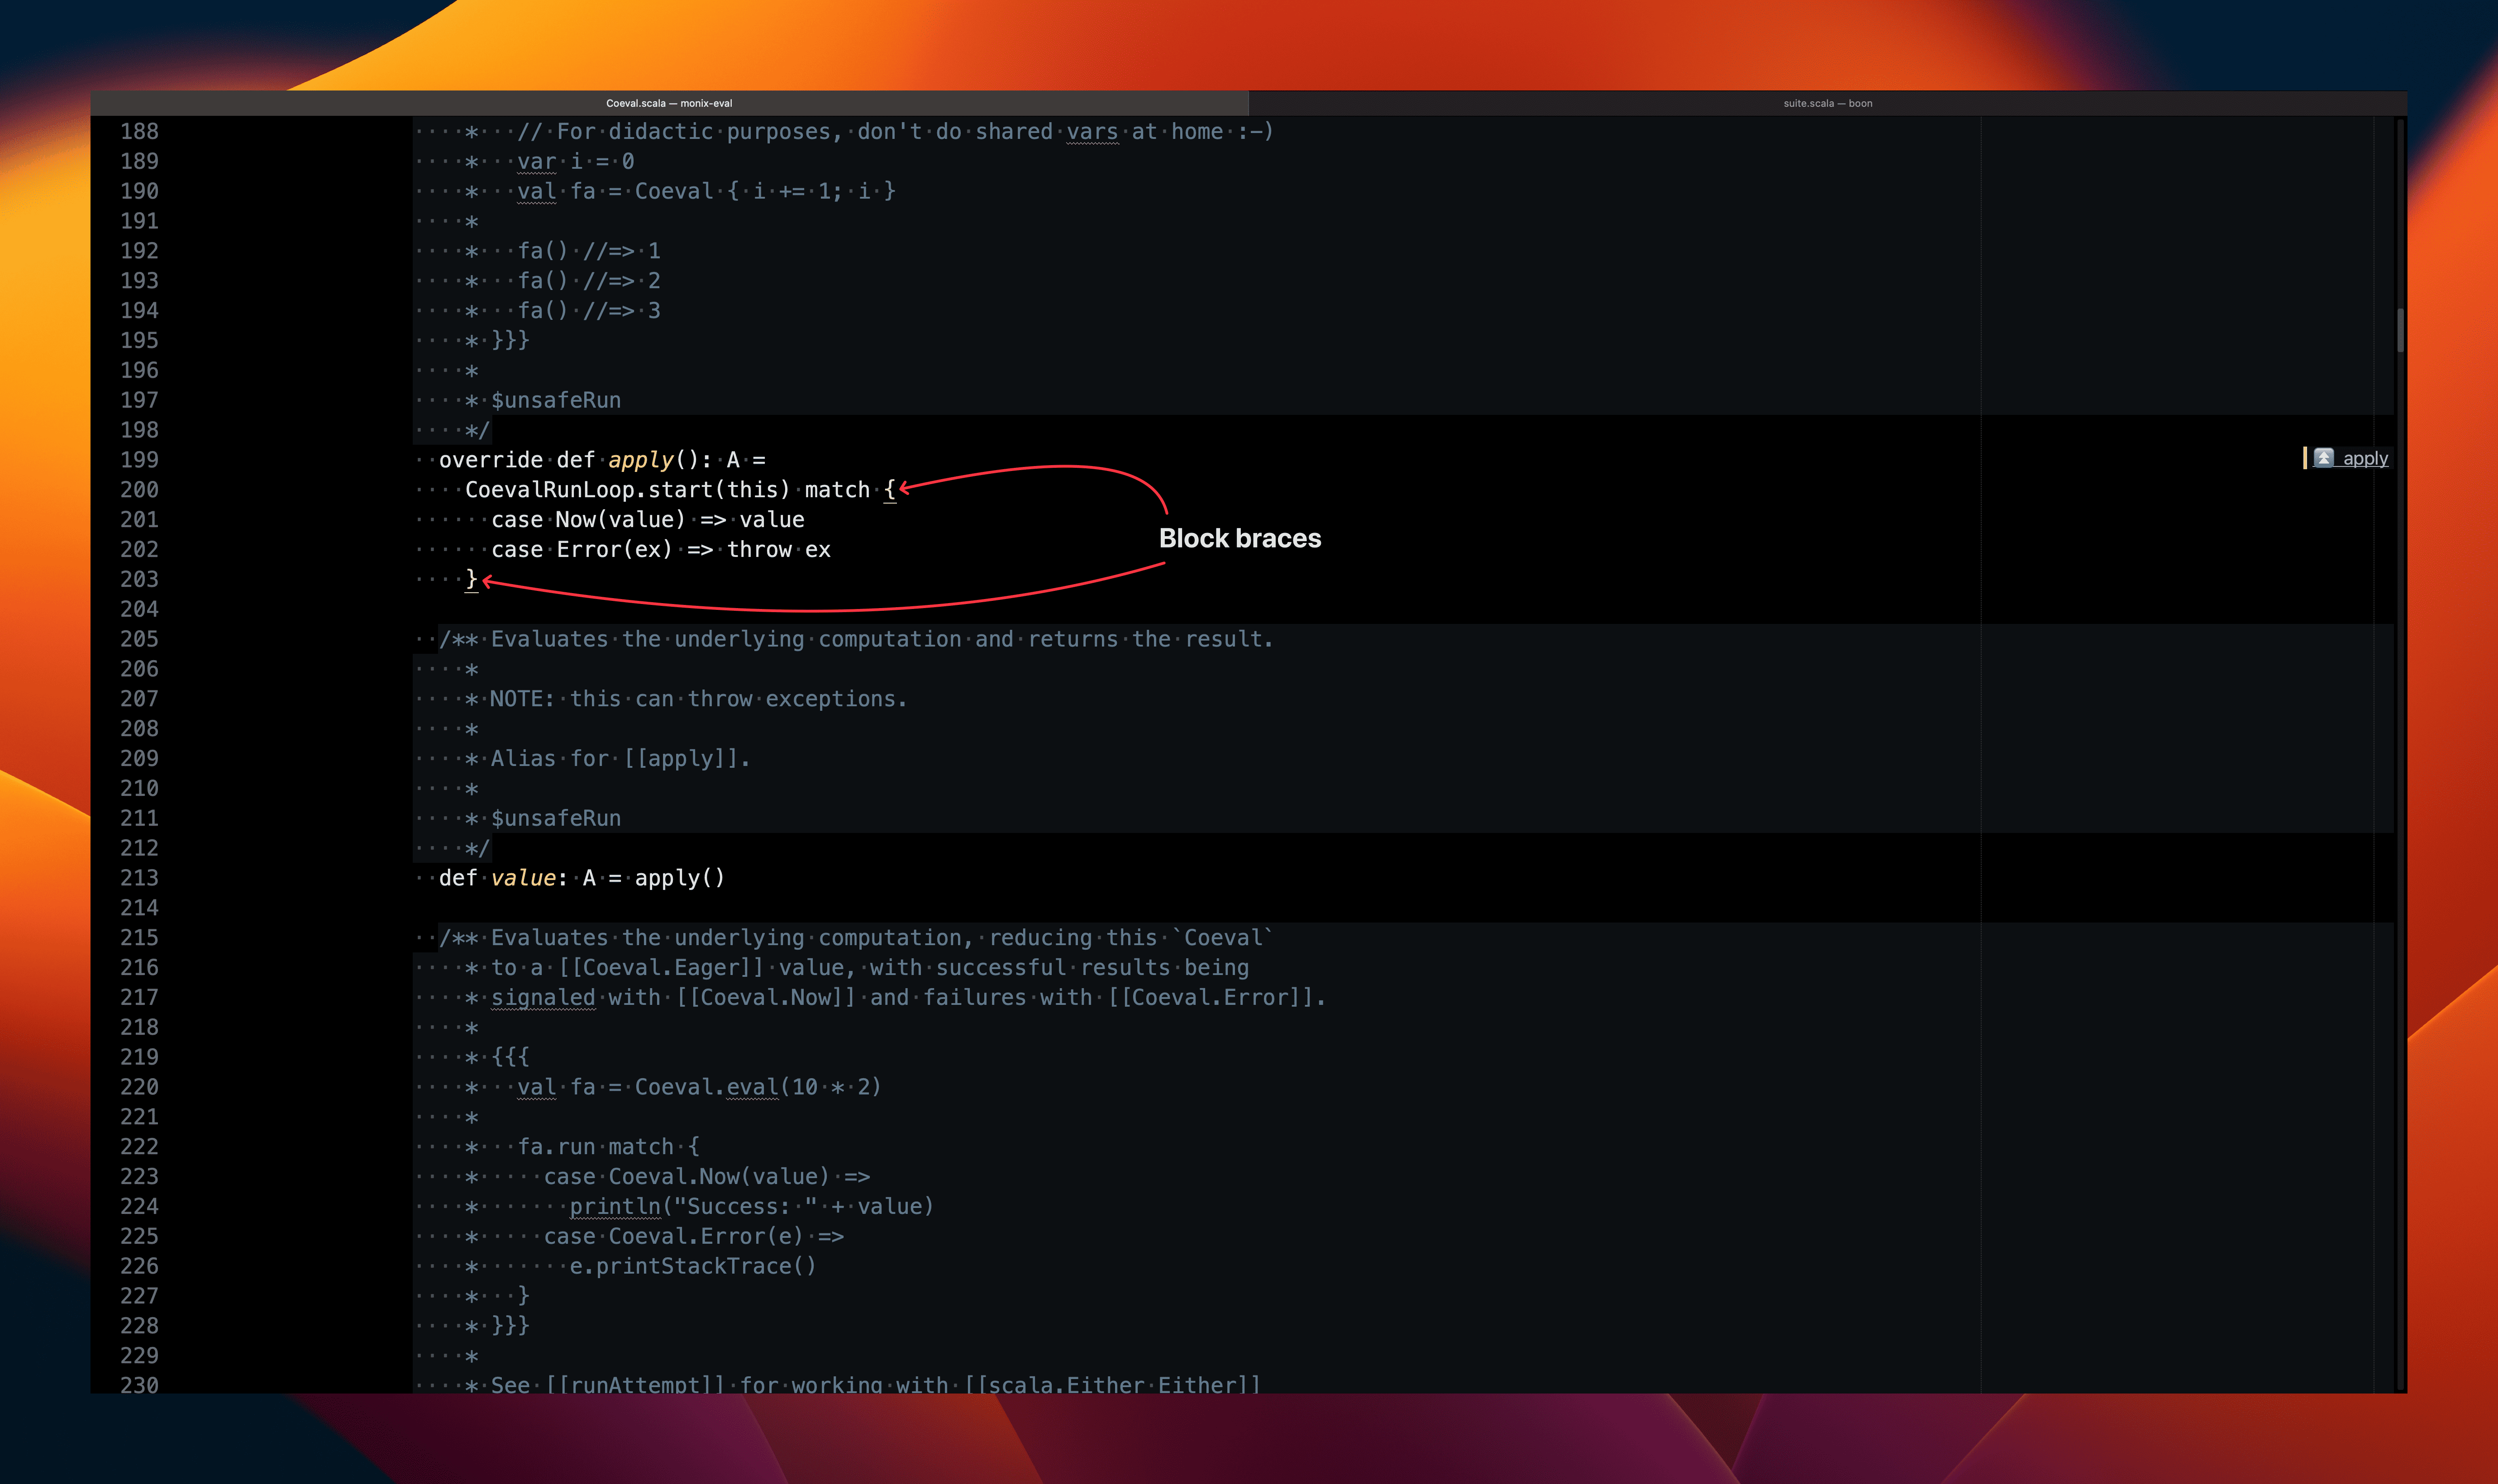 Coeval.scala — monix-eval
suite.scala — boon
188 * // For didactic purposes, don't do shared vars at home :-)
189 * var i = 0
190 * val fa = Coeval { i += 1; i }
191 *
192 * fa() //=> 1
193 * fa() //=> 2
194 * fa() //=> 3
195 * }}}
196 *
197 * $unsafeRun
198 */
199 override def apply(): A =
apply
200 CoevalRunLoop.start(this) match {
201 case Now(value) => value
Block braces
202 case Error(ex) => throw ex
203 }
204
205 /** Evaluates the underlying computation and returns the result.
206 *
207 * NOTE: this can throw exceptions.
208 *
209 * Alias for [[apply]].
210 *
211 * $unsafeRun
212 */
213 def value: A = apply()
214
215 /** Evaluates the underlying computation, reducing this `Coeval`
216 * to a [[Coeval.Eager]] value, with successful results being
217 * signaled with [[Coeval.Now]] and failures with [[Coeval.Error]].
218 *
219 * {{{
220 * val fa = Coeval.eval(10 * 2)
221 *
222 * fa.run match {
223 * case Coeval.Now(value) =>
224 * println("Success: " + value)
225 * case Coeval.Error(e) =>
226 * e.printStackTrace()
227 * }
228 * }}}
229 *
230 * See [[runAttempt]] for working with [[scala.Either Either]]